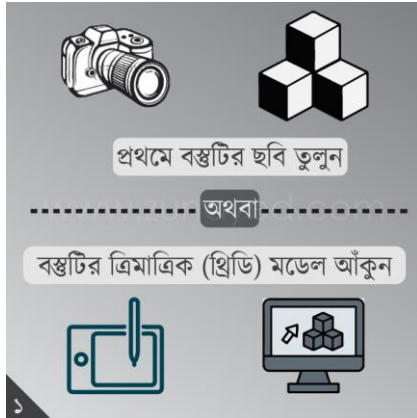 প্রথমে বস্তুটির ছবি তুলুন
অথবা
বস্তুটির ত্রিমাত্রিক (থ্রিডি) মডেল আঁকুন
১